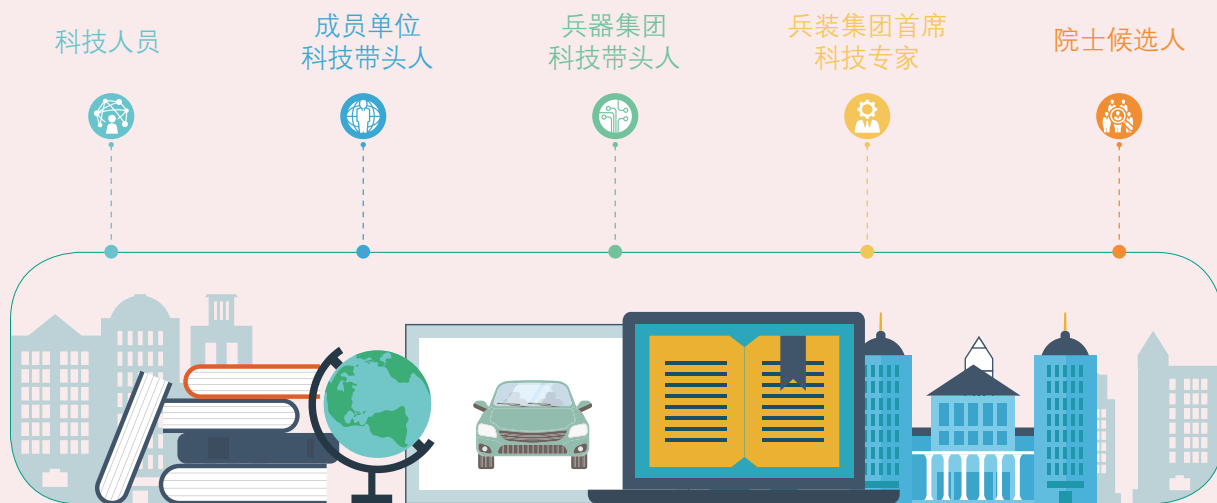 科技人员
成员单位
科技带头人
兵器集团
科技带头人
兵装集团首席
科技专家
院士候选人